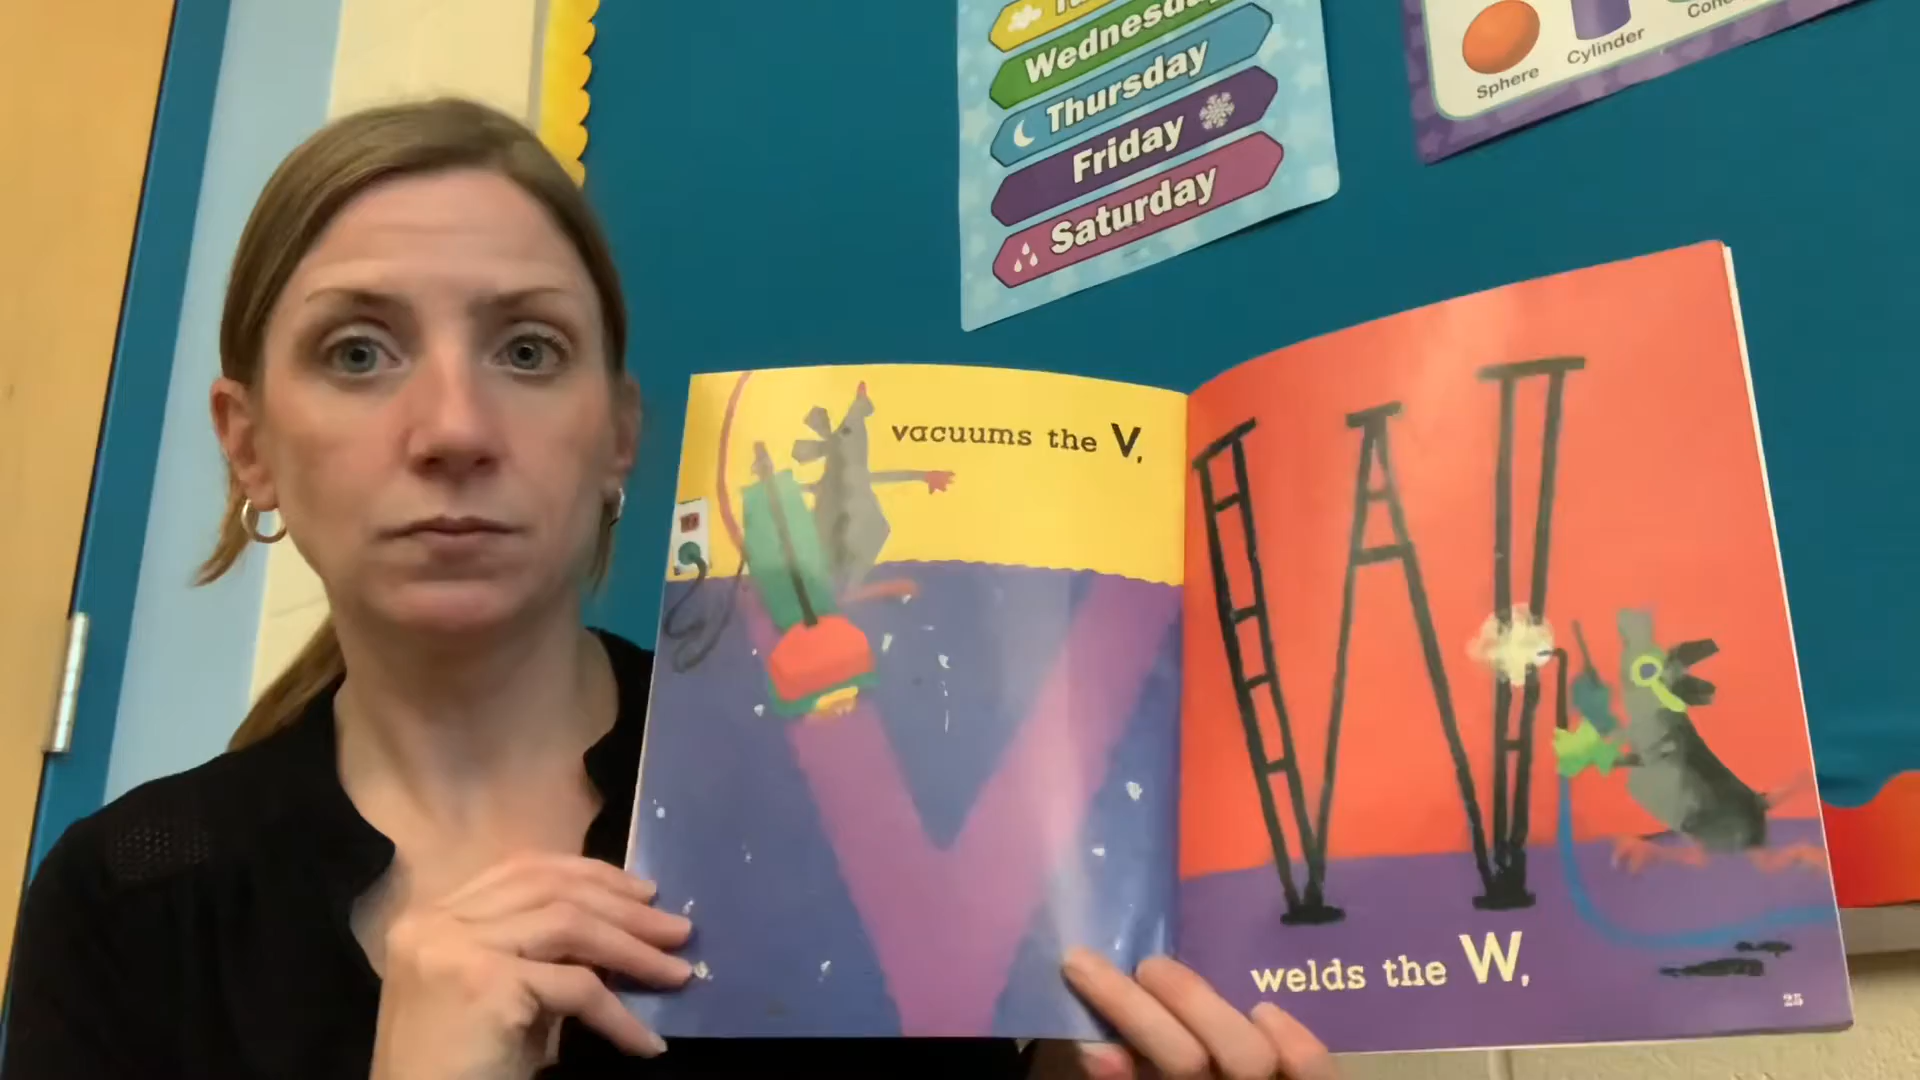 Wednesday
Thursday
Friday
Saturday
Sphere
Cylinder
vacuums the V,
welds the W,
25